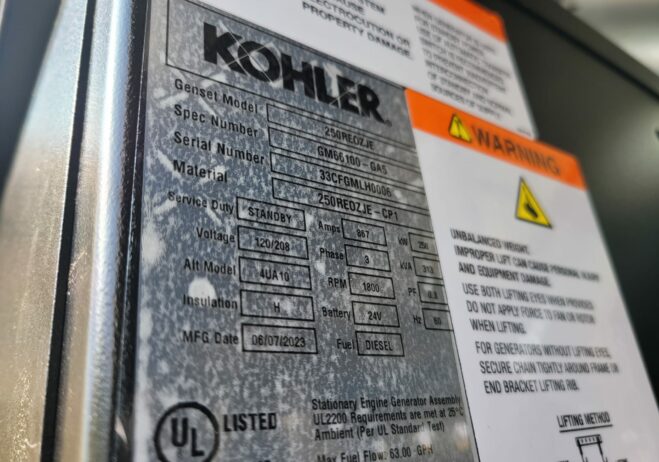 CAUSE
ELECTROCUTION OR
PROPERTY DAMAGE.
KOHLER
Genset Model 250REOZJE
Spec Number GM66100-GA5
Serial Number 33CFGMLH0006
Material 250REOZJE-CP1
Service Duty STANDBY Amps 867 kW 250
Voltage 120/208 Phase 3 kVA 313
Alt Model 4UA10 RPM 1800 PF 0.8
Insulation H Battery 24V Hz 60
MFG Date 06/07/2023 Fuel DIESEL
UL LISTED
Stationary Engine Generator Assembly
UL2200 Requirements are met at 25°C
Ambient (Per UL Standard Test)
Max Fuel Flow: 63.00 GPH
WARNING
UNBALANCED WEIGHT.
IMPROPER LIFT CAN CAUSE PERSONAL INJURY
AND EQUIPMENT DAMAGE.
USE BOTH LIFTING EYES WHEN PROVIDED.
DO NOT APPLY FORCE TO FAN OR ROTOR
WHEN LIFTING.
FOR GENERATORS WITHOUT LIFTING EYES,
SECURE CHAIN TIGHTLY AROUND FRAME OR
END BRACKET LIFTING RIB.
LIFTING METHOD